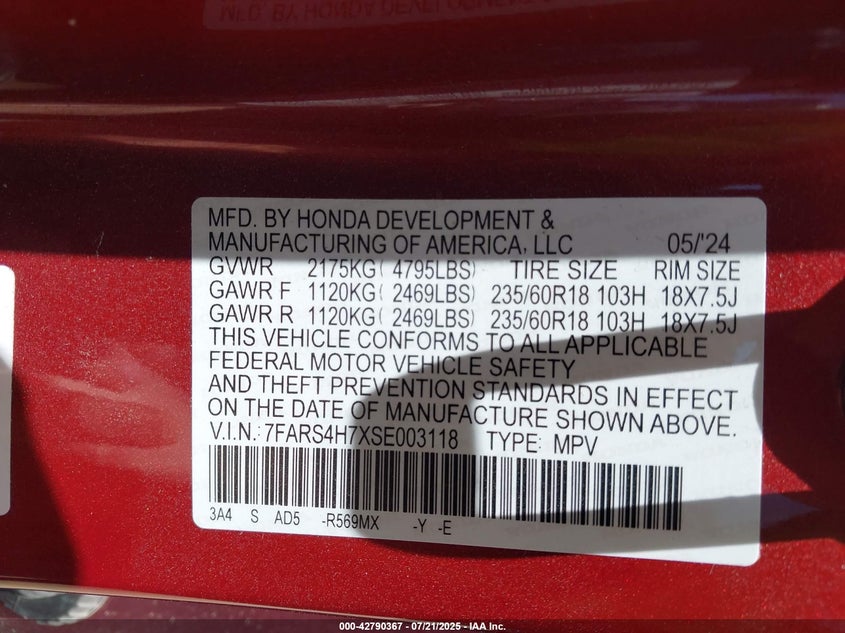 MFD. BY HONDA DEVELOPMENT &
MANUFACTURING OF AMERICA, LLC 05/'24
GVWR 2175KG( 4795LBS) TIRE SIZE RIM SIZE
GAWR F 1120KG( 2469LBS) 235/60R18 103H 18X7.5J
GAWR R 1120KG( 2469LBS) 235/60R18 103H 18X7.5J
THIS VEHICLE CONFORMS TO ALL APPLICABLE
FEDERAL MOTOR VEHICLE SAFETY
AND THEFT PREVENTION STANDARDS IN EFFECT
ON THE DATE OF MANUFACTURE SHOWN ABOVE.
V.I.N.: 7FARS4H7XSE003118 TYPE: MPV
3A4 S AD5 -R569MX -Y -E
000-42790367 - 07/21/2025 - IAA Inc.